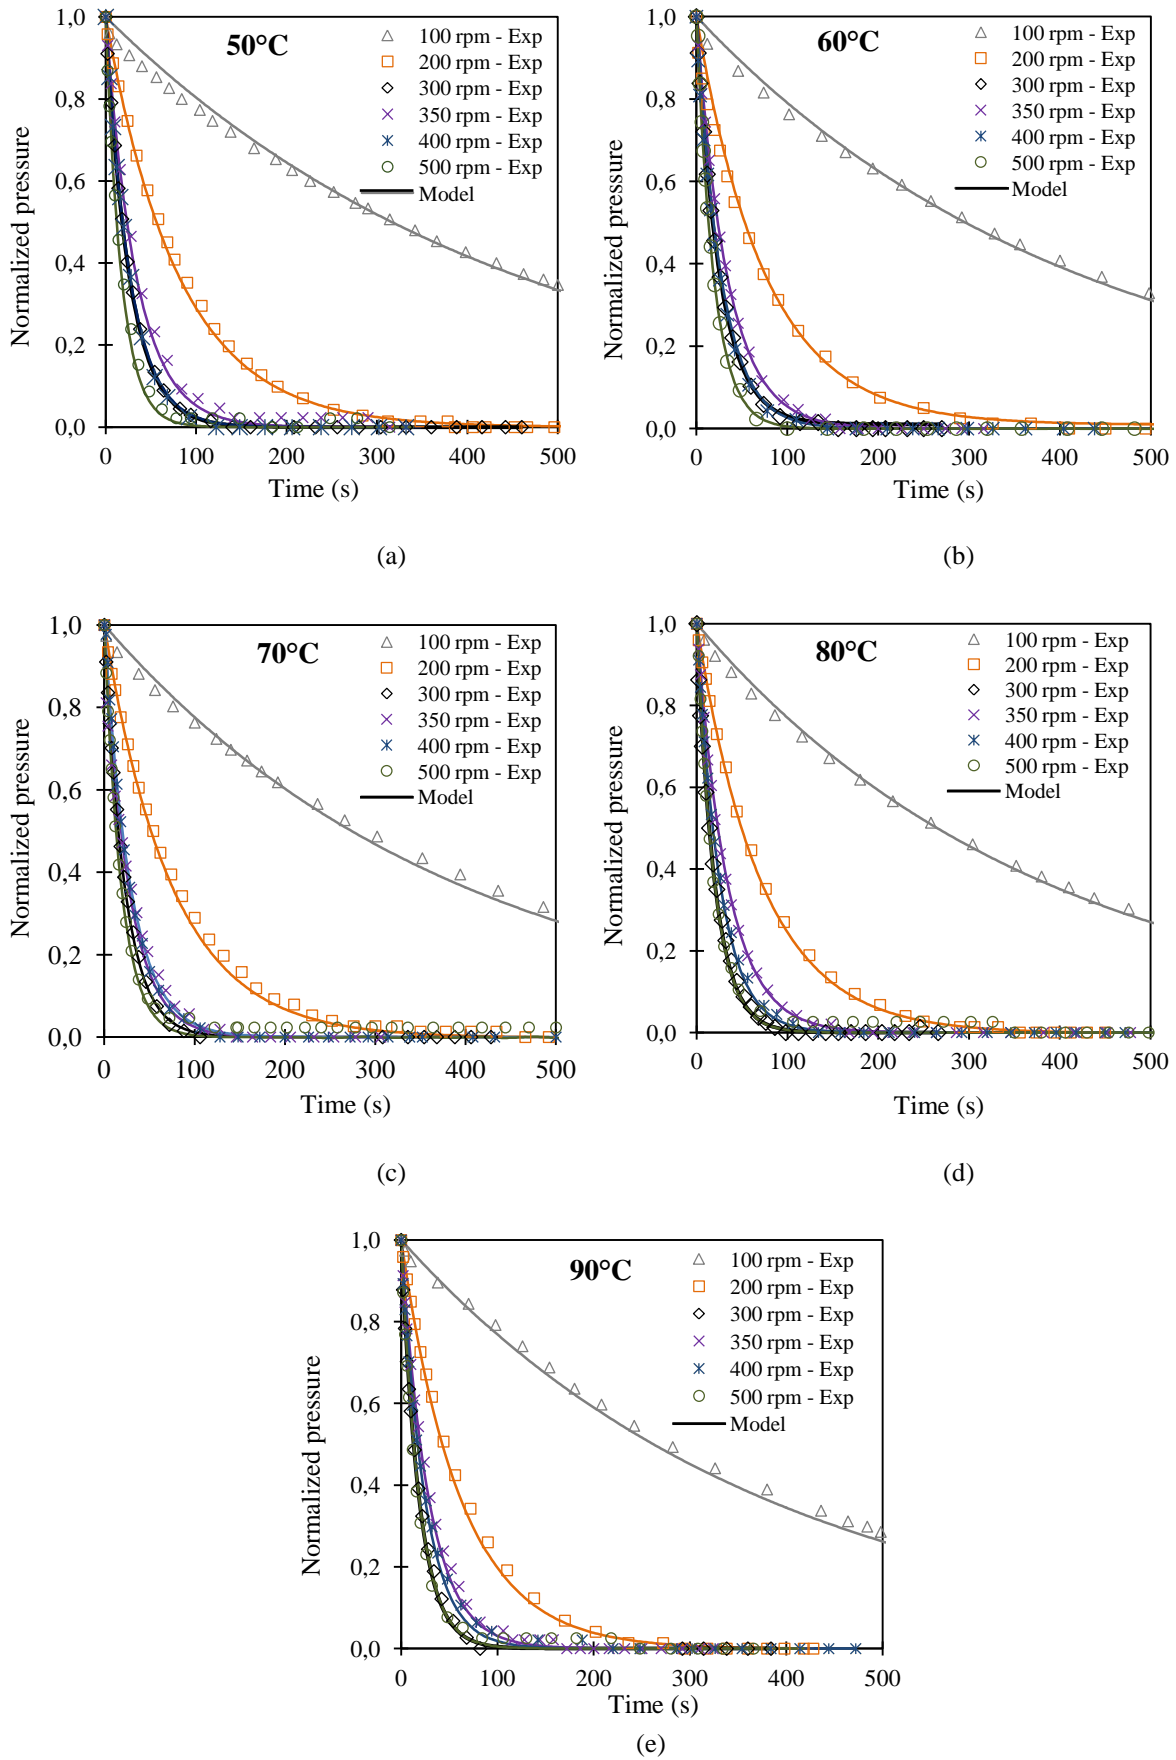 50°C
1,0
0,8
0,6
0,4
0,2
0,0
Normalized pressure
100 rpm - Exp
200 rpm - Exp
300 rpm - Exp
350 rpm - Exp
400 rpm - Exp
500 rpm - Exp
Model
0 100 200 300 400 500
Time (s)
(a)
60°C
1,0
0,8
0,6
0,4
0,2
0,0
Normalized pressure
100 rpm - Exp
200 rpm - Exp
300 rpm - Exp
350 rpm - Exp
400 rpm - Exp
500 rpm - Exp
Model
0 100 200 300 400 500
Time (s)
(b)
70°C
1,0
0,8
0,6
0,4
0,2
0,0
Normalized pressure
100 rpm - Exp
200 rpm - Exp
300 rpm - Exp
350 rpm - Exp
400 rpm - Exp
500 rpm - Exp
Model
0 100 200 300 400 500
Time (s)
(c)
80°C
1,0
0,8
0,6
0,4
0,2
0,0
Normalized pressure
100 rpm - Exp
200 rpm - Exp
300 rpm - Exp
350 rpm - Exp
400 rpm - Exp
500 rpm - Exp
Model
0 100 200 300 400 500
Time (s)
(d)
90°C
1,0
0,8
0,6
0,4
0,2
0,0
Normalized pressure
100 rpm - Exp
200 rpm - Exp
300 rpm - Exp
350 rpm - Exp
400 rpm - Exp
500 rpm - Exp
Model
0 100 200 300 400 500
Time (s)
(e)